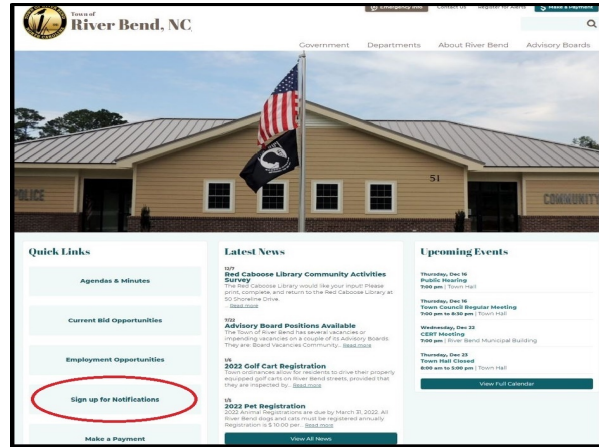 Town of
River Bend, NC
Emergency Info
Contact Us
Register for Alerts
$ Make a Payment
Government
Departments
About River Bend
Advisory Boards
POLICE
51
COMMUNITY
Quick Links
Agendas & Minutes
Current Bid Opportunities
Employment Opportunities
Sign up for Notifications
Make a Payment
Latest News
12/7
Red Caboose Library Community Activities
Survey
The Red Caboose Library would like your input! Please
print, complete, and return to the Red Caboose Library at
50 Shoreline Drive.
... Read more
7/22
Advisory Board Positions Available
The Town of River Bend has several vacancies or
impending vacancies on a couple of its Advisory Boards.
They are: Board Vacancies Community... Read more
1/6
2022 Golf Cart Registration
Town ordinances allow for residents to drive their properly
equipped golf carts on River Bend streets, provided that
they are inspected by... Read more
1/5
2022 Pet Registration
2022 Animal Registrations are due by March 31, 2022. All
River Bend dogs and cats must be registered annually.
Registration is $ 10.00 per... Read more
View All News
Upcoming Events
Thursday, Dec 16
Public Hearing
7:00 pm | Town Hall
Thursday, Dec 16
Town Council Regular Meeting
7:00 pm to 8:30 pm | Town Hall
Wednesday, Dec 22
CERT Meeting
7:00 pm | River Bend Municipal Building
Thursday, Dec 23
Town Hall Closed
8:00 am to 5:00 pm | Town Hall
View Full Calendar